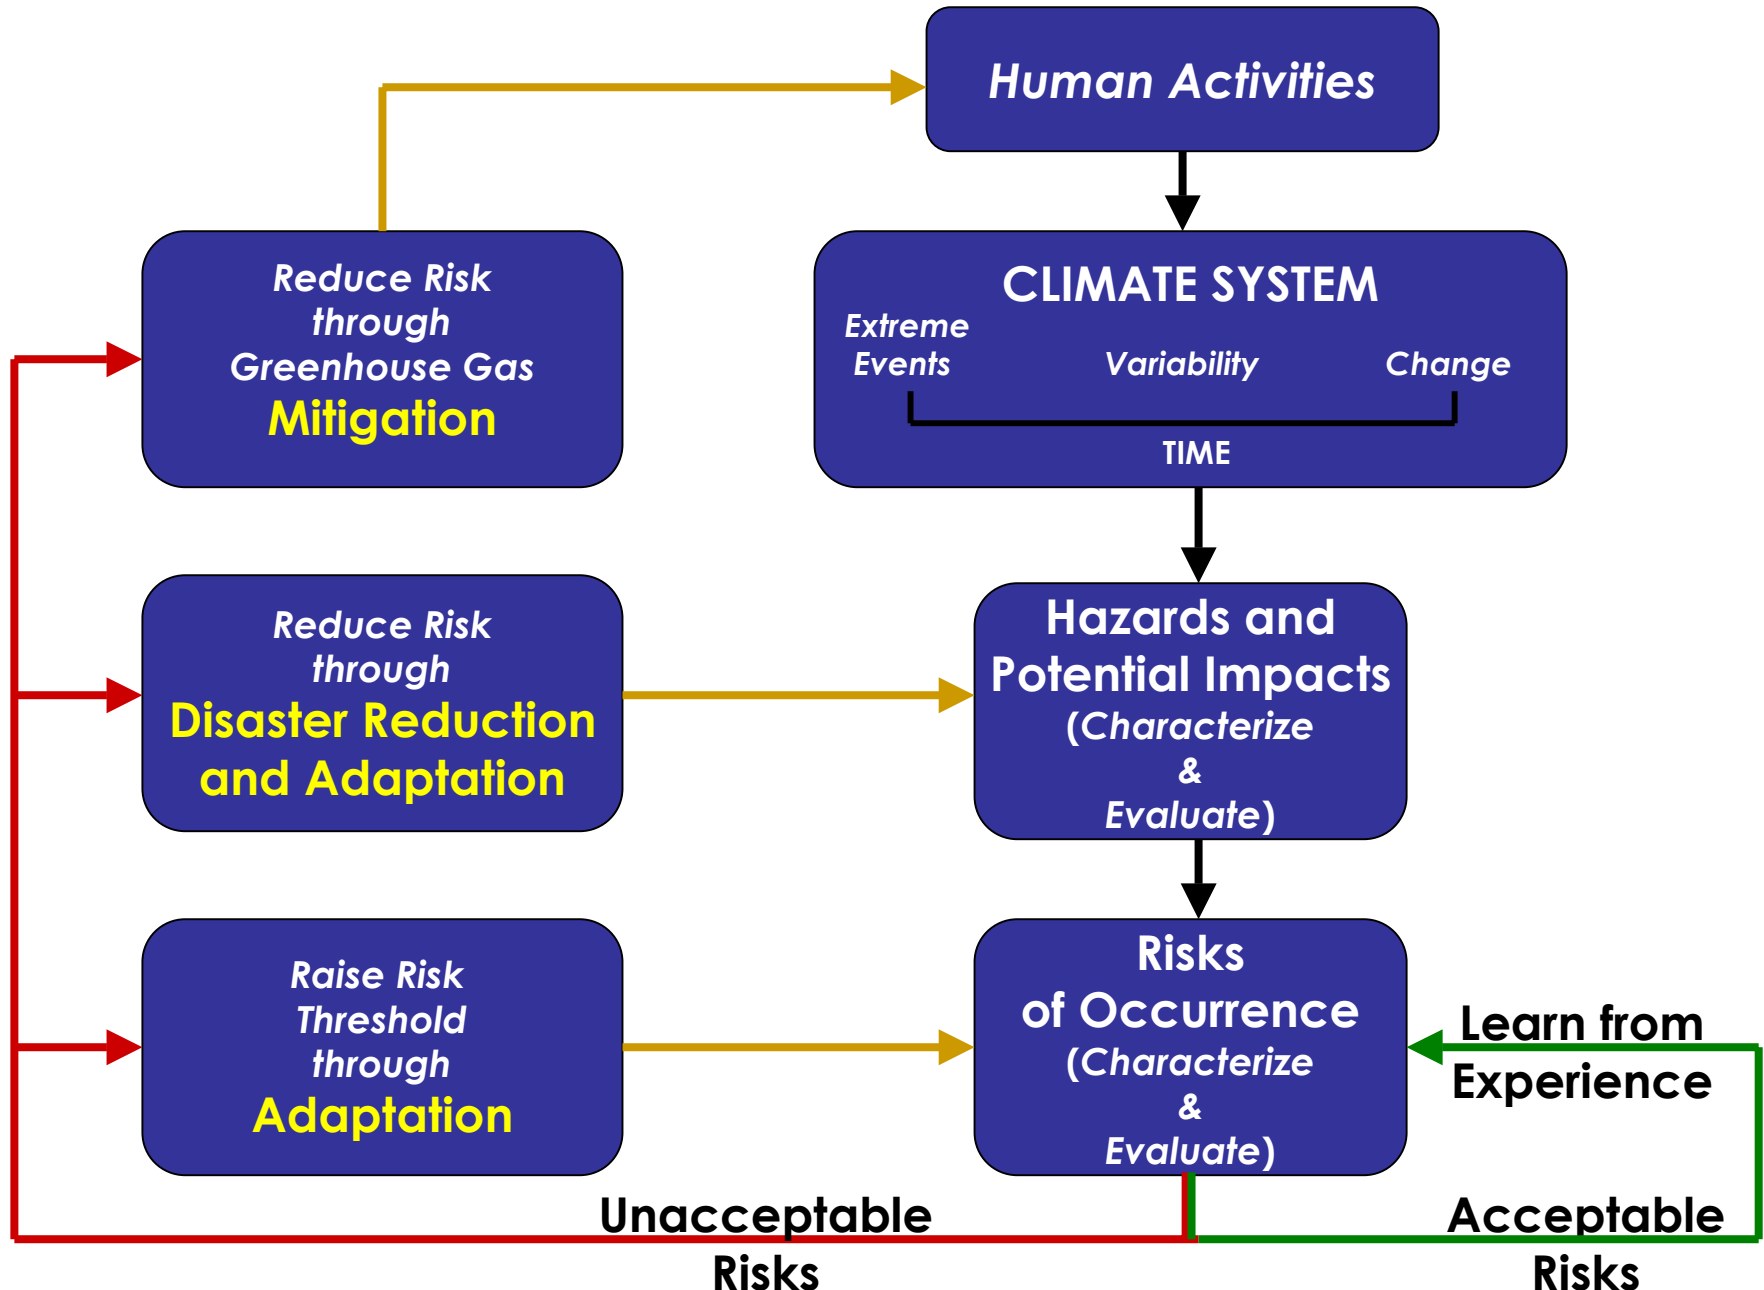 Human Activities
Reduce Risk
through
Greenhouse Gas
Mitigation
CLIMATE SYSTEM
Extreme
Events Variability Change
TIME
Reduce Risk
through
Disaster Reduction
and Adaptation
Hazards and
Potential Impacts
(Characterize
&
Evaluate)
Raise Risk
Threshold
through
Adaptation
Risks
of Occurrence
(Characterize
&
Evaluate)
Learn from
Experience
Unacceptable
Risks
Acceptable
Risks